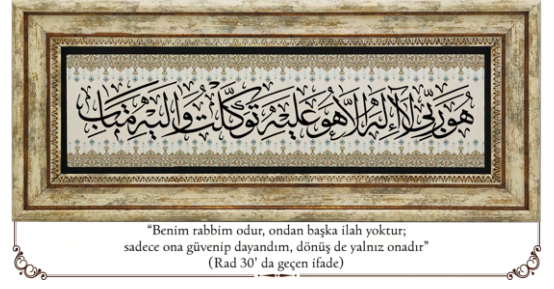 هُوَ رَبِّي لَا إِلَهَ إِلَّا هُوَ عَلَيْهِ تَوَكَّلْتُ وَإِلَيْهِ مَتَابِ
“Benim rabbim odur, ondan başka ilah yoktur;
sadece ona güvenip dayandım, dönüş de yalnız onadır”
(Rad 30’ da geçen ifade)